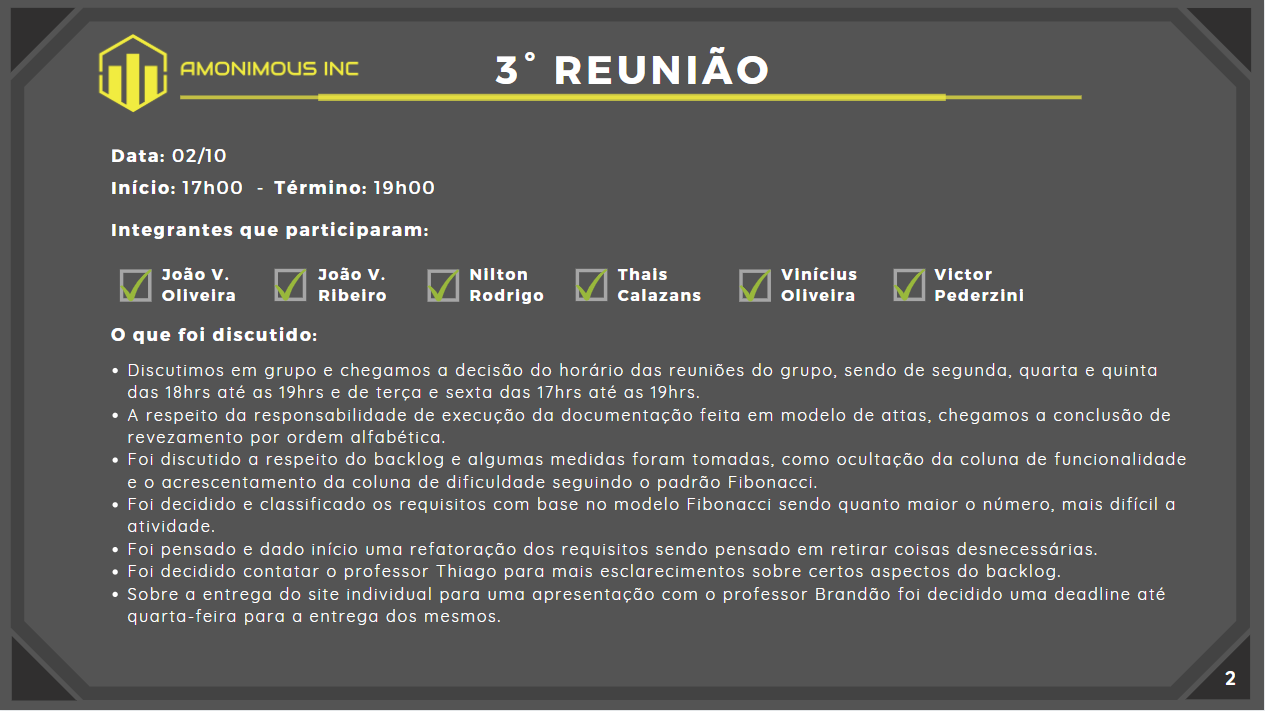 AMONIMOUS INC
3° REUNIÃO
Data: 02/10
Início: 17h00 - Término: 19h00
Integrantes que participaram:
João V. Oliveira
João V. Ribeiro
Nilton Rodrigo
Thais Calazans
Vinícius Oliveira
Victor Pederzini
O que foi discutido:
• Discutimos em grupo e chegamos a decisão do horário das reuniões do grupo, sendo de segunda, quarta e quinta
das 18hrs até as 19hrs e de terça e sexta das 17hrs até as 19hrs.
• A respeito da responsabilidade de execução da documentação feita em modelo de attas, chegamos a conclusão de
revezamento por ordem alfabética.
• Foi discutido a respeito do backlog e algumas medidas foram tomadas, como ocultação da coluna de funcionalidade
e o acrescentamento da coluna de dificuldade seguindo o padrão Fibonacci.
• Foi decidido e classificado os requisitos com base no modelo Fibonacci sendo quanto maior o número, mais difícil a
atividade.
• Foi pensado e dado início uma refatoração dos requisitos sendo pensado em retirar coisas desnecessárias.
• Foi decidido contatar o professor Thiago para mais esclarecimentos sobre certos aspectos do backlog.
• Sobre a entrega do site individual para uma apresentação com o professor Brandão foi decidido uma deadline até
quarta-feira para a entrega dos mesmos.
2